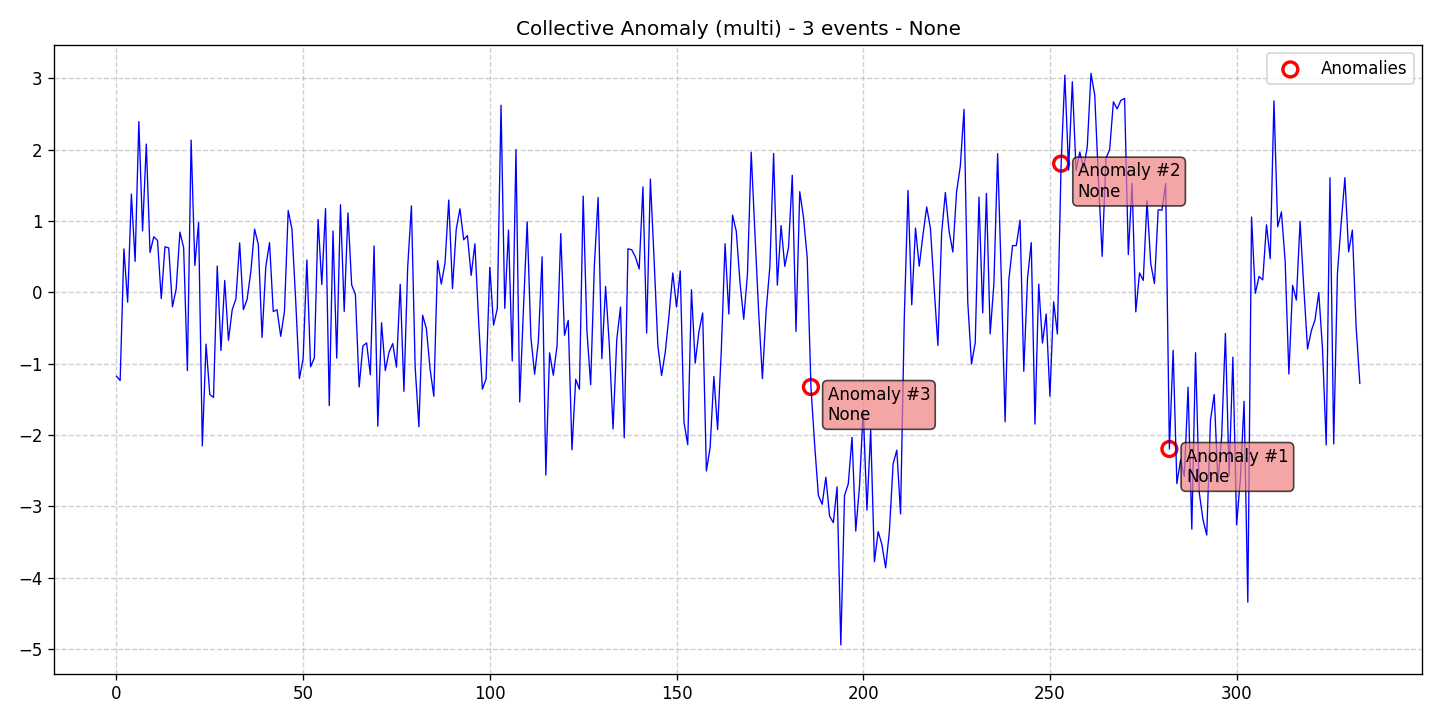 Collective Anomaly (multi) - 3 events - None
Anomalies
3
2
1
0
−1
−2
−3
−4
−5
Anomaly #2
None
Anomaly #3
None
Anomaly #1
None
0 50 100 150 200 250 300